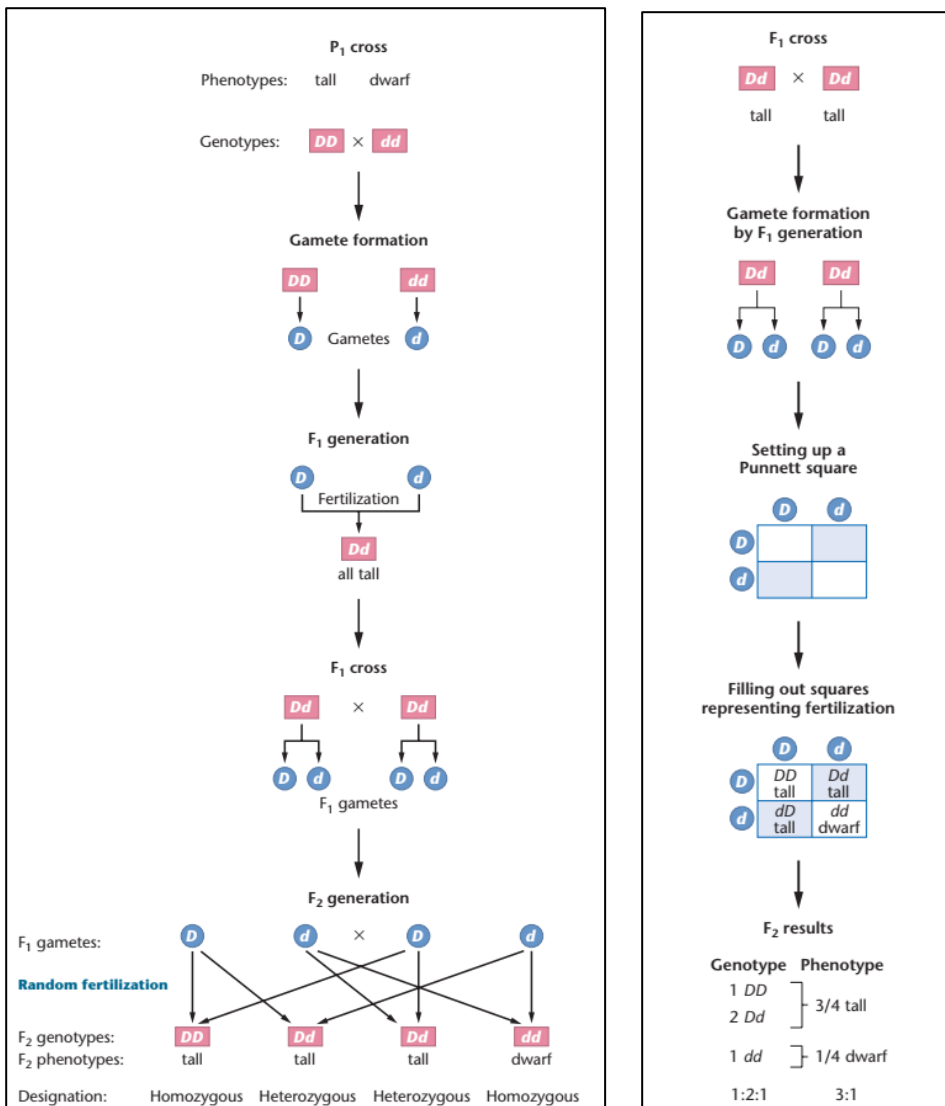 P1 cross
Phenotypes: tall dwarf
Genotypes: DD × dd
Gamete formation
DD dd
D Gametes d
F1 generation
D d
Fertilization
Dd
all tall
F1 cross
Dd × Dd
D d D d
F1 gametes
F2 generation
F1 gametes: D d × D d
Random fertilization
F2 genotypes: DD Dd Dd dd
F2 phenotypes: tall tall tall dwarf
Designation: Homozygous Heterozygous Heterozygous Homozygous
F1 cross
Dd × Dd
tall tall
Gamete formation
by F1 generation
Dd Dd
D d D d
Setting up a
Punnett square
D d
D
d
Filling out squares
representing fertilization
D d
D DD Dd
tall tall
d dD dd
tall dwarf
F2 results
Genotype Phenotype
1 DD
3/4 tall
2 Dd
1 dd 1/4 dwarf
1:2:1 3:1